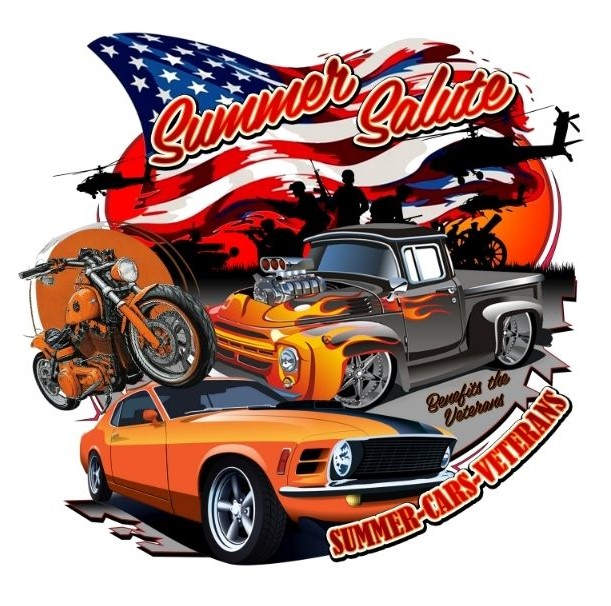 Summer Salute
Benefits the
Veterans
SUMMER-CARS-VETERANS